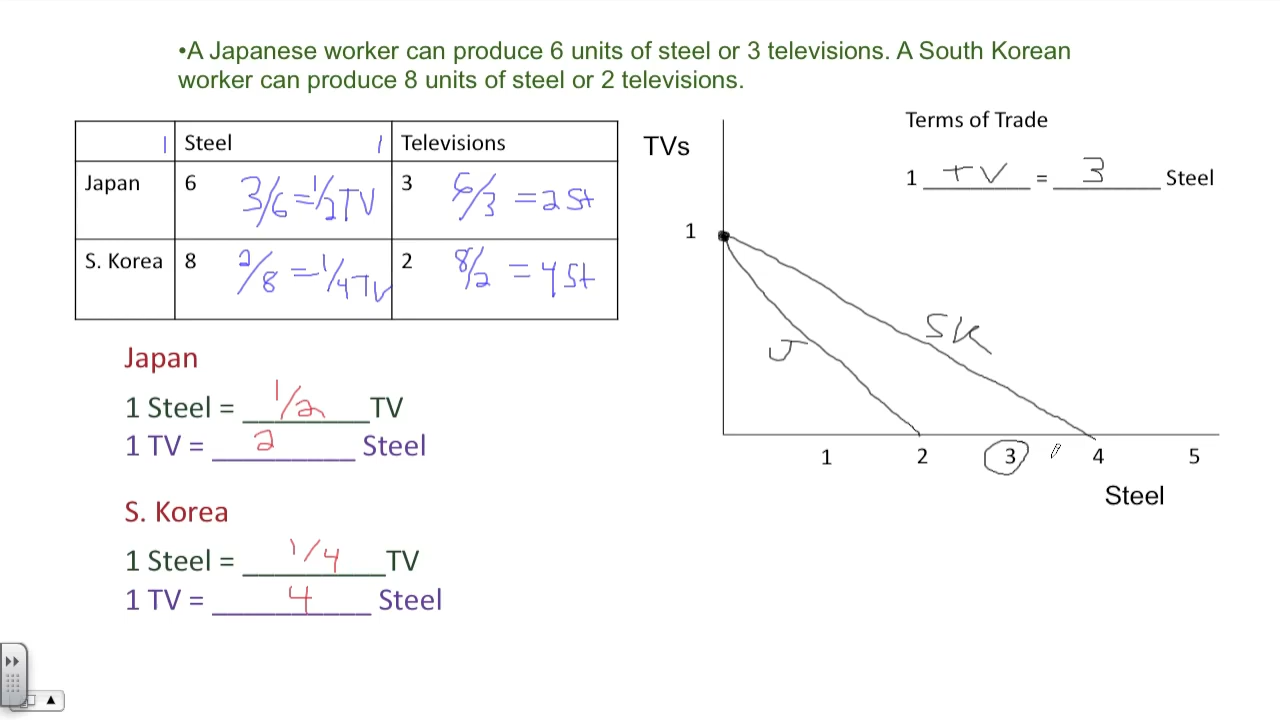 •A Japanese worker can produce 6 units of steel or 3 televisions. A South Korean
worker can produce 8 units of steel or 2 televisions.
1 Steel 1 Televisions
Japan 6 3/6 = 1/2 TV 3 6/3 = 2 St
S. Korea 8 2/8 = 1/4 TV 2 8/2 = 4 St
Japan
1 Steel = 1/2 TV
1 TV = 2 Steel
S. Korea
1 Steel = 1/4 TV
1 TV = 4 Steel
Terms of Trade
1 TV = 3 Steel
TVs
1
SK
J
1 2 3 4 5
Steel